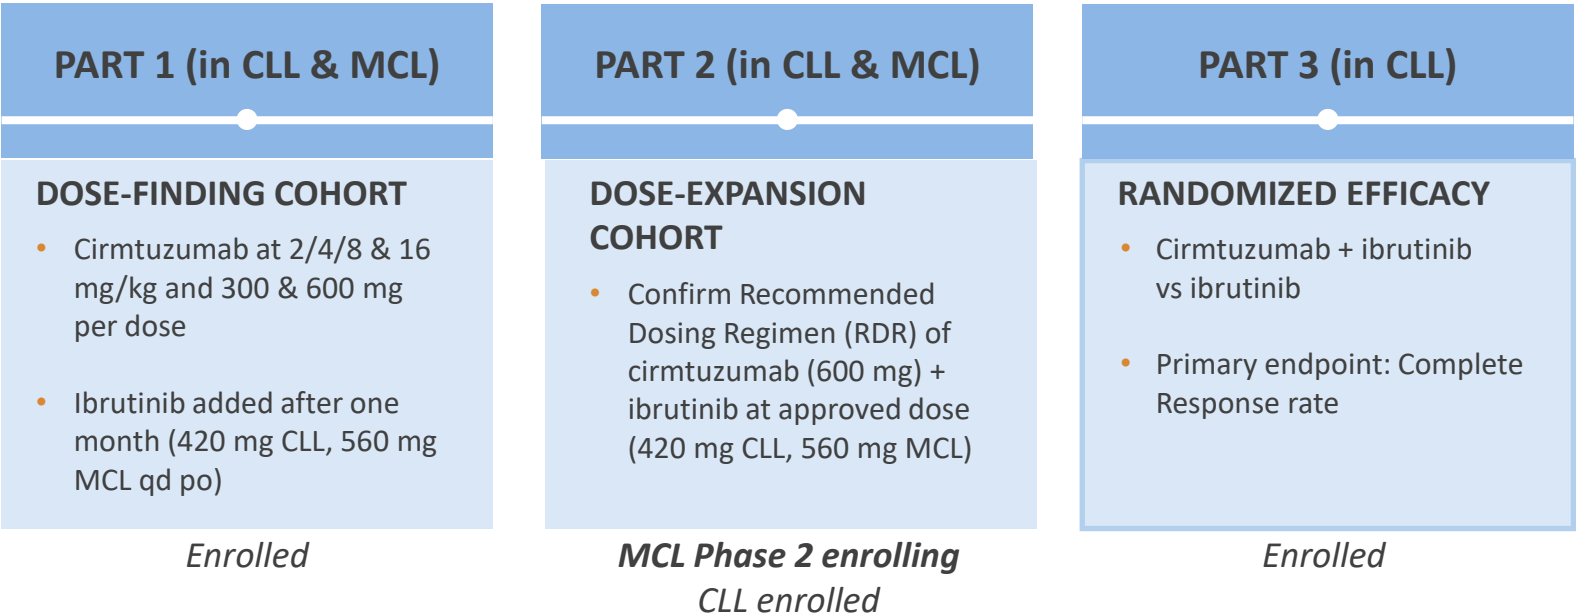 PART 1 (in CLL & MCL)
DOSE-FINDING COHORT
• Cirmtuzumab at 2/4/8 & 16
mg/kg and 300 & 600 mg
per dose
• Ibrutinib added after one
month (420 mg CLL, 560 mg
MCL qd po)
Enrolled
PART 2 (in CLL & MCL)
DOSE-EXPANSION
COHORT
• Confirm Recommended
Dosing Regimen (RDR) of
cirmtuzumab (600 mg) +
ibrutinib at approved dose
(420 mg CLL, 560 mg MCL)
MCL Phase 2 enrolling
CLL enrolled
PART 3 (in CLL)
RANDOMIZED EFFICACY
• Cirmtuzumab + ibrutinib
vs ibrutinib
• Primary endpoint: Complete
Response rate
Enrolled